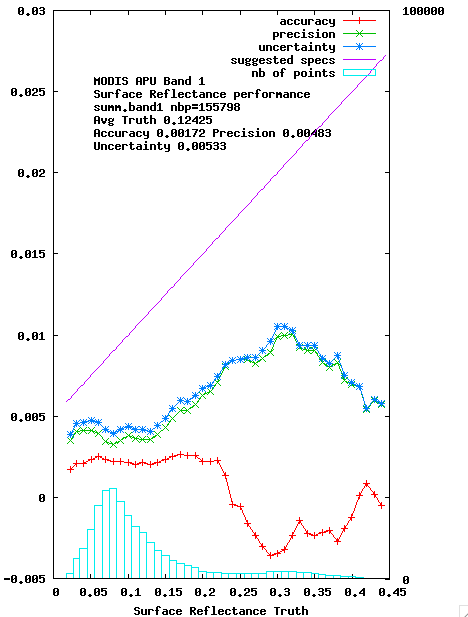 0.03
100000
accuracy
precision
uncertainty
suggested specs
nb of points
MODIS APU Band 1
Surface Reflectance performance
summ.band1 nbp=155798
Avg Truth 0.12425
Accuracy 0.00172 Precision 0.00483
Uncertainty 0.00533
0.025
0.02
0.015
0.01
0.005
0
-0.005
0
0 0.05 0.1 0.15 0.2 0.25 0.3 0.35 0.4 0.45
Surface Reflectance Truth